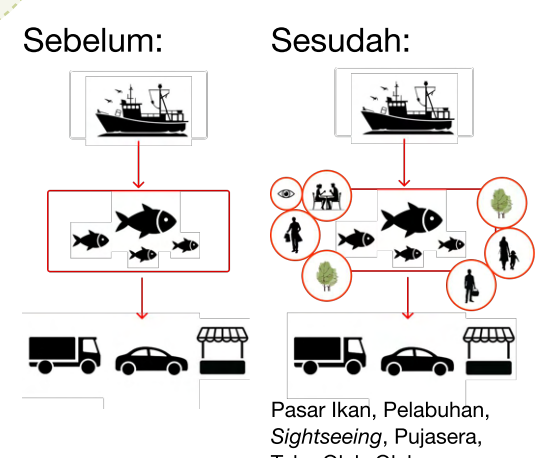 Sebelum:
Sesudah:
Pasar Ikan, Pelabuhan,
Sightseeing, Pujasera,